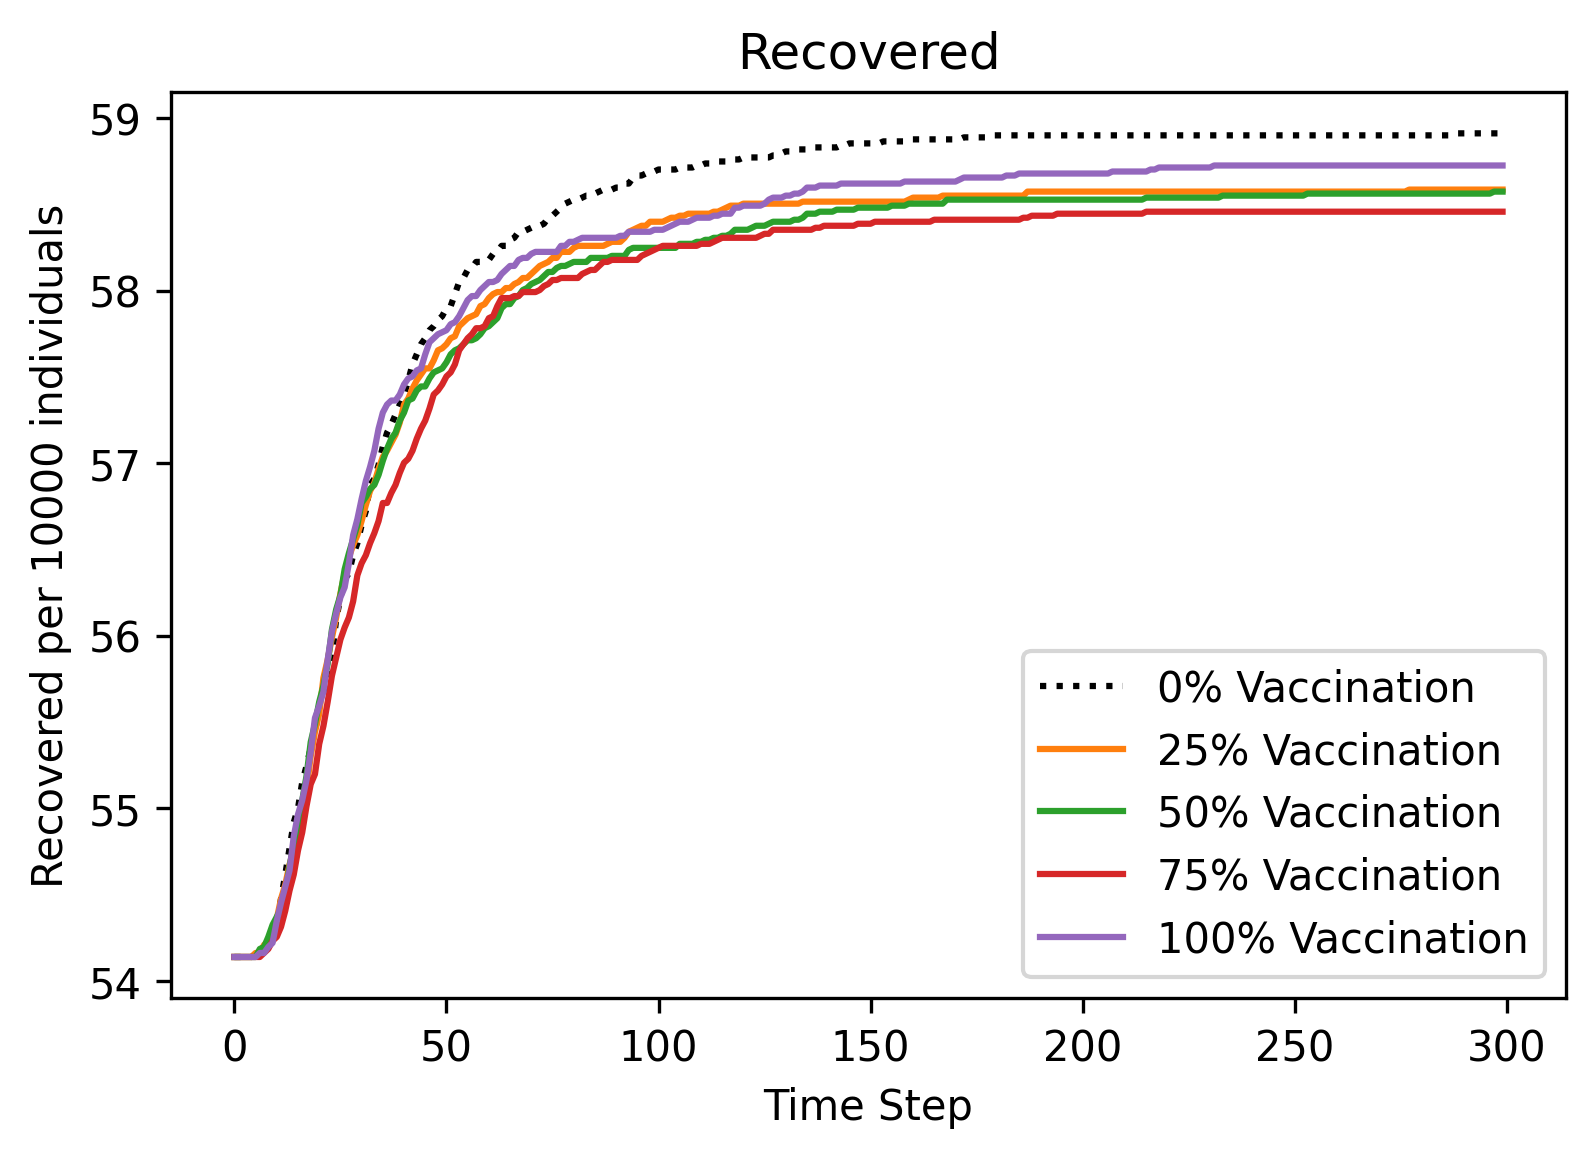 Recovered
Recovered per 10000 individuals
59
58
57
56
55
54
0% Vaccination
25% Vaccination
50% Vaccination
75% Vaccination
100% Vaccination
0 50 100 150 200 250 300
Time Step